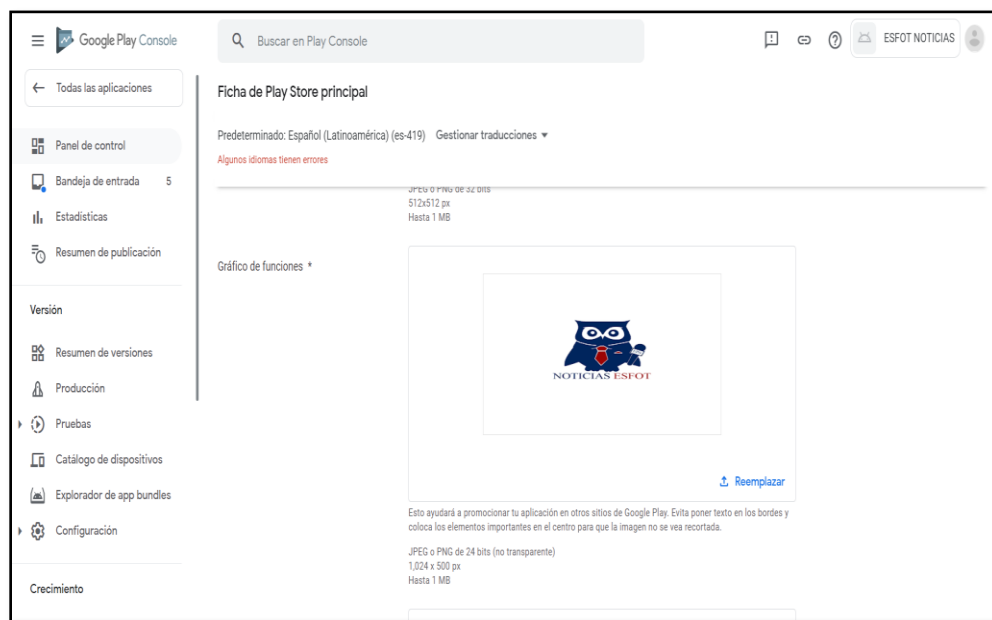 Google Play Console
Buscar en Play Console
ESFOT NOTICIAS
Todas las aplicaciones
Panel de control
Bandeja de entrada 5
Estadísticas
Resumen de publicación
Versión
Resumen de versiones
Producción
Pruebas
Catálogo de dispositivos
Explorador de app bundles
Configuración
Crecimiento
Ficha de Play Store principal
Predeterminado: Español (Latinoamérica) (es-419) Gestionar traducciones
Algunos idiomas tienen errores
JPEG o PNG de 32 bits
512x512 px
Hasta 1 MB
Gráfico de funciones *
NOTICIAS ESFOT
Reemplazar
Esto ayudará a promocionar tu aplicación en otros sitios de Google Play. Evita poner texto en los bordes y
coloca los elementos importantes en el centro para que la imagen no se vea recortada.
JPEG o PNG de 24 bits (no transparente)
1,024 x 500 px
Hasta 1 MB